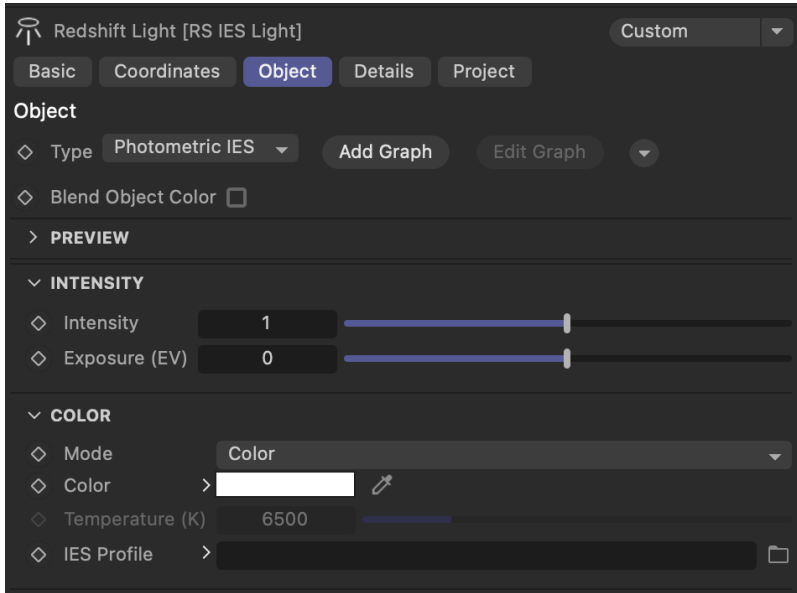 Redshift Light [RS IES Light] Custom
Basic Coordinates Object Details Project
Object
Type Photometric IES Add Graph Edit Graph
Blend Object Color
PREVIEW
INTENSITY
Intensity 1
Exposure (EV) 0
COLOR
Mode Color
Color
Temperature (K) 6500
IES Profile